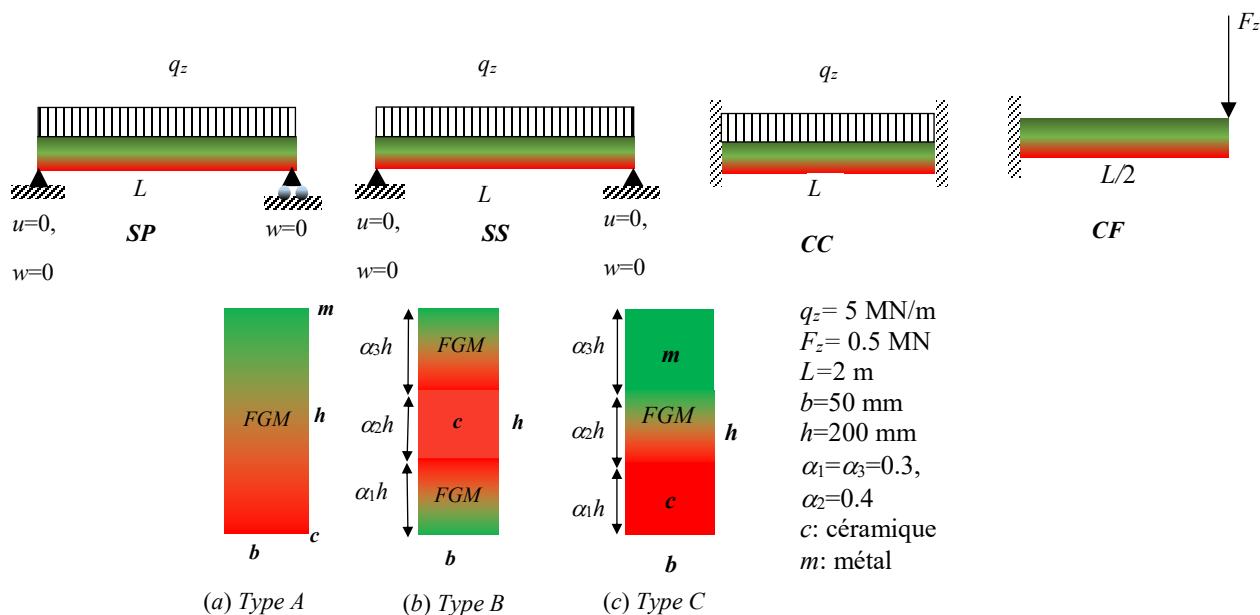 q_z
q_z
q_z
F_z
L
L
L
L/2
u=0,
w=0
SP
w=0
SS
u=0,
w=0
u=0,
w=0
CC
CF
m
FGM
h
c
b
(a) Type A
α3h
α2h
α1h
FGM
c
FGM
h
b
(b) Type B
α3h
α2h
α1h
m
FGM
c
h
b
(c) Type C
q_z= 5 MN/m
F_z= 0.5 MN
L=2 m
b=50 mm
h=200 mm
α1=α3=0.3,
α2=0.4
c: céramique
m: métal